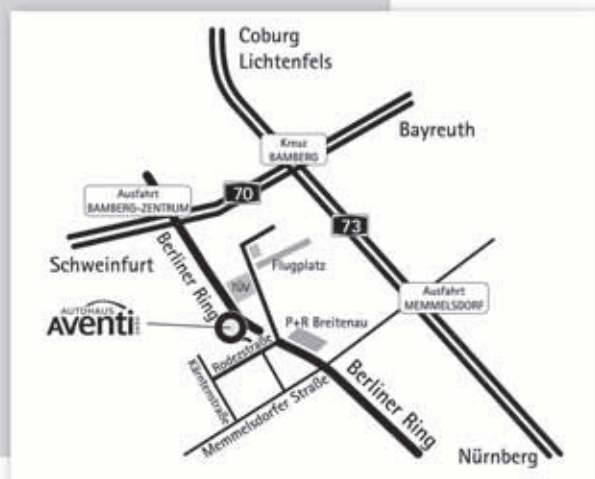 Coburg
Lichtenfels
Bayreuth
Kreuz
BAMBERG
Ausfahrt
BAMBERG-ZENTRUM
70
73
Schweinfurt
Berliner Ring
Flugplatz
TÜV
Ausfahrt
MEMMELSDORF
AUTOHAUS
Aventi
P+R Breitenau
Rodezstraße
Kärntenstraße
Memmelsdorfer Straße
Berliner Ring
Nürnberg